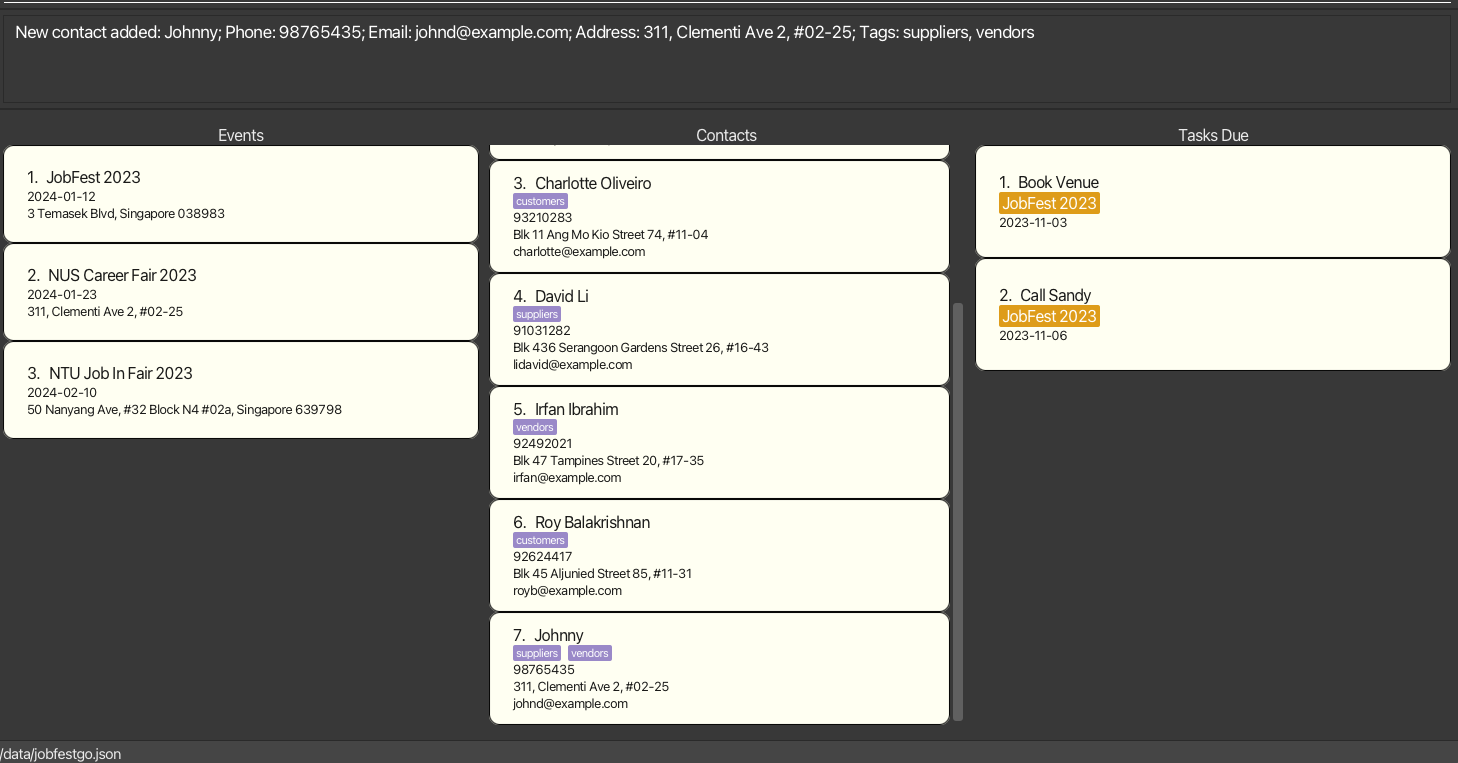 New contact added: Johnny; Phone: 98765435; Email: johnd@example.com; Address: 311, Clementi Ave 2, #02-25; Tags: suppliers, vendors
Events
1. JobFest 2023
2024-01-12
3 Temasek Blvd, Singapore 038983
2. NUS Career Fair 2023
2024-01-23
311, Clementi Ave 2, #02-25
3. NTU Job In Fair 2023
2024-02-10
50 Nanyang Ave, #32 Block N4 #02a, Singapore 639798
Contacts
3. Charlotte Oliveiro
customers
93210283
Blk 11 Ang Mo Kio Street 74, #11-04
charlotte@example.com
4. David Li
suppliers
91031282
Blk 436 Serangoon Gardens Street 26, #16-43
lidavid@example.com
5. Irfan Ibrahim
vendors
92492021
Blk 47 Tampines Street 20, #17-35
irfan@example.com
6. Roy Balakrishnan
customers
92624417
Blk 45 Aljunied Street 85, #11-31
royb@example.com
7. Johnny
suppliers vendors
98765435
311, Clementi Ave 2, #02-25
johnd@example.com
Tasks Due
1. Book Venue
JobFest 2023
2023-11-03
2. Call Sandy
JobFest 2023
2023-11-06
/data/jobfestgo.json